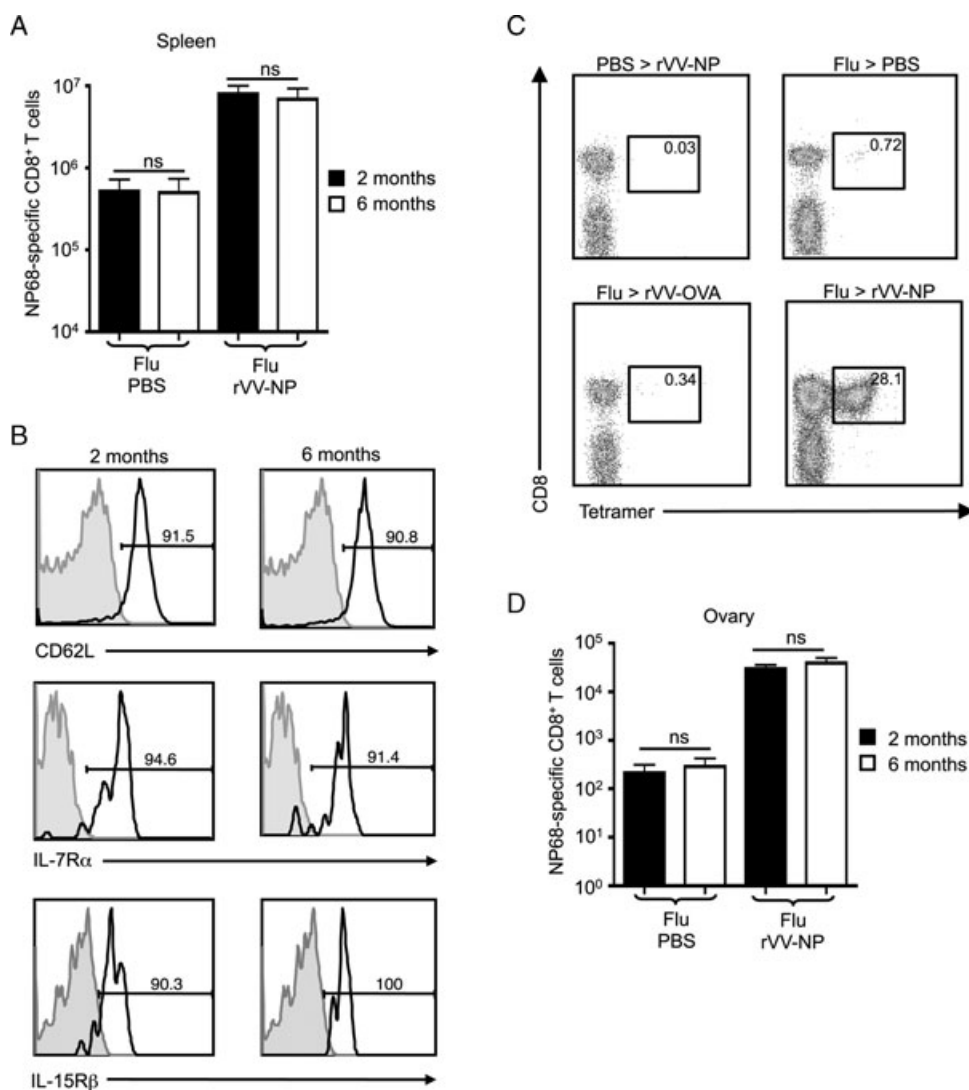 A
Spleen
NP68-specific CD8⁺ T cells
10⁷
10⁶
10⁵
10⁴
ns
ns
2 months
6 months
Flu
PBS
Flu
rVV-NP
B
2 months
6 months
91.5
90.8
CD62L
94.6
91.4
IL-7Rα
90.3
100
IL-15Rβ
C
PBS > rVV-NP
Flu > PBS
0.03
0.72
Flu > rVV-OVA
Flu > rVV-NP
0.34
28.1
CD8
Tetramer
D
Ovary
NP68-specific CD8⁺ T cells
10⁵
10⁴
10³
10²
10¹
10⁰
ns
ns
2 months
6 months
Flu
PBS
Flu
rVV-NP